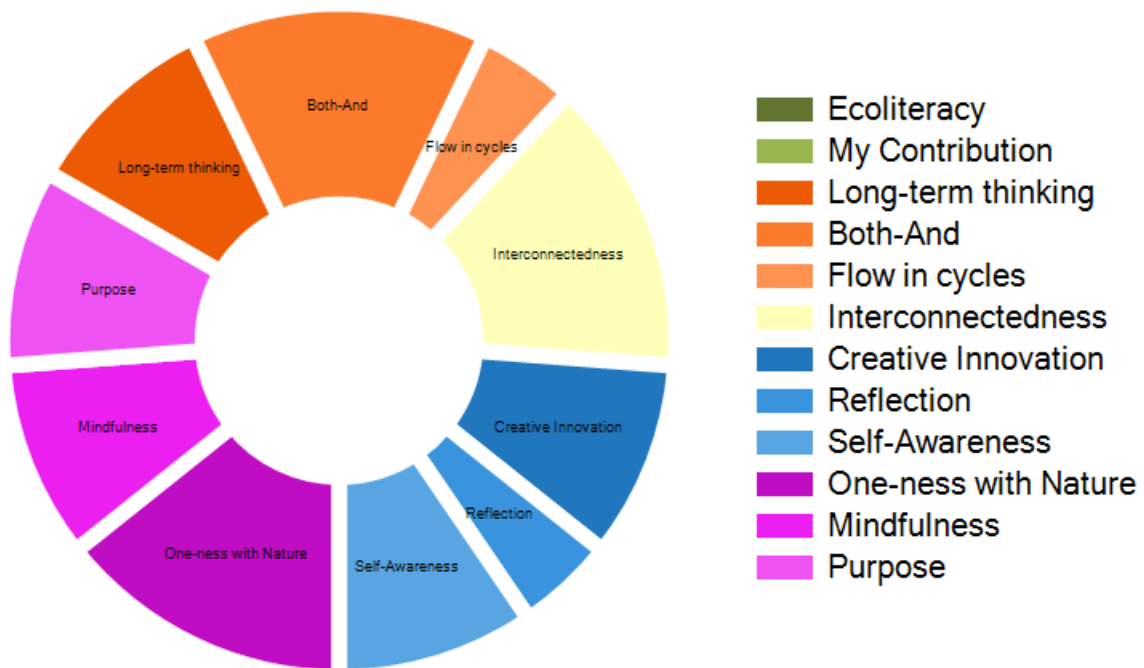 Both-And
Flow in cycles
Long-term thinking
Interconnectedness
Purpose
Mindfulness
Creative Innovation
Reflection
One-ness with Nature
Self-Awareness
Ecoliteracy
My Contribution
Long-term thinking
Both-And
Flow in cycles
Interconnectedness
Creative Innovation
Reflection
Self-Awareness
One-ness with Nature
Mindfulness
Purpose